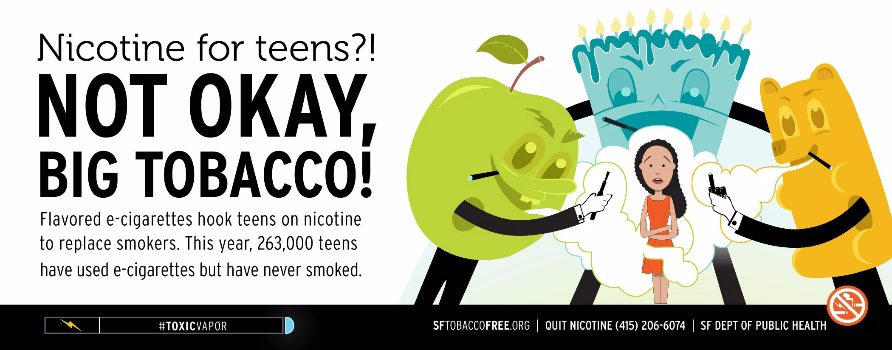 Nicotine for teens?!
NOT OKAY,
BIG TOBACCO!
Flavored e-cigarettes hook teens on nicotine
to replace smokers. This year, 263,000 teens
have used e-cigarettes but have never smoked.
#TOXICVAPOR
SFTOBACCOFREE.ORG | QUIT NICOTINE (415) 206-6074 | SF DEPT OF PUBLIC HEALTH